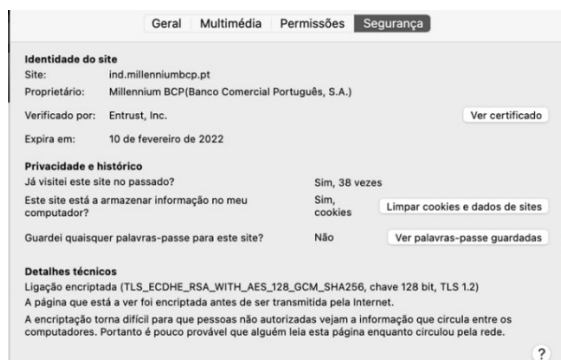 Geral Multimédia Permissões Segurança
Identidade do site
Site: ind.millenniumbcp.pt
Proprietário: Millennium BCP(Banco Comercial Português, S.A.)
Verificado por: Entrust, Inc. Ver certificado
Expira em: 10 de fevereiro de 2022
Privacidade e histórico
Já visitei este site no passado? Sim, 38 vezes
Este site está a armazenar informação no meu computador? Sim, cookies Limpar cookies e dados de sites
Guardei quaisquer palavras-passe para este site? Não Ver palavras-passe guardadas
Detalhes técnicos
Ligação encriptada (TLS_ECDHE_RSA_WITH_AES_128_GCM_SHA256, chave 128 bit, TLS 1.2)
A página que está a ver foi encriptada antes de ser transmitida pela Internet.
A encriptação torna difícil para que pessoas não autorizadas vejam a informação que circula entre os
computadores. Portanto é pouco provável que alguém leia esta página enquanto circulou pela rede.
?